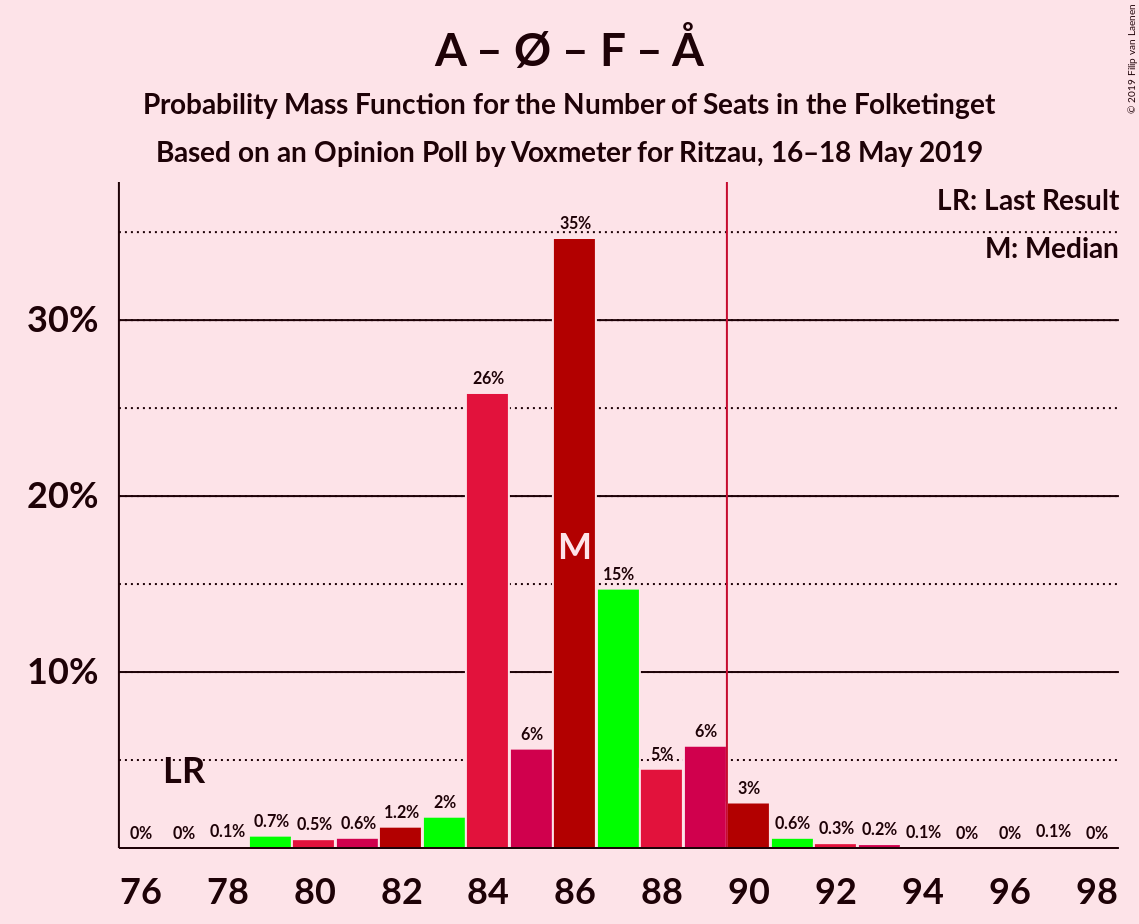 A – Ø – F – Å
Probability Mass Function for the Number of Seats in the Folketinget
Based on an Opinion Poll by Voxmeter for Ritzau, 16–18 May 2019
© 2019 Filip van Laenen
LR: Last Result
M: Median
35%
30%
26%
20%
M
15%
10%
6%
6%
5%
LR
3%
2%
1.2%
0% 0% 0.1% 0.7% 0.5% 0.6% 0.6% 0.3% 0.2% 0.1% 0% 0% 0.1% 0%
76 78 80 82 84 86 88 90 92 94 96 98